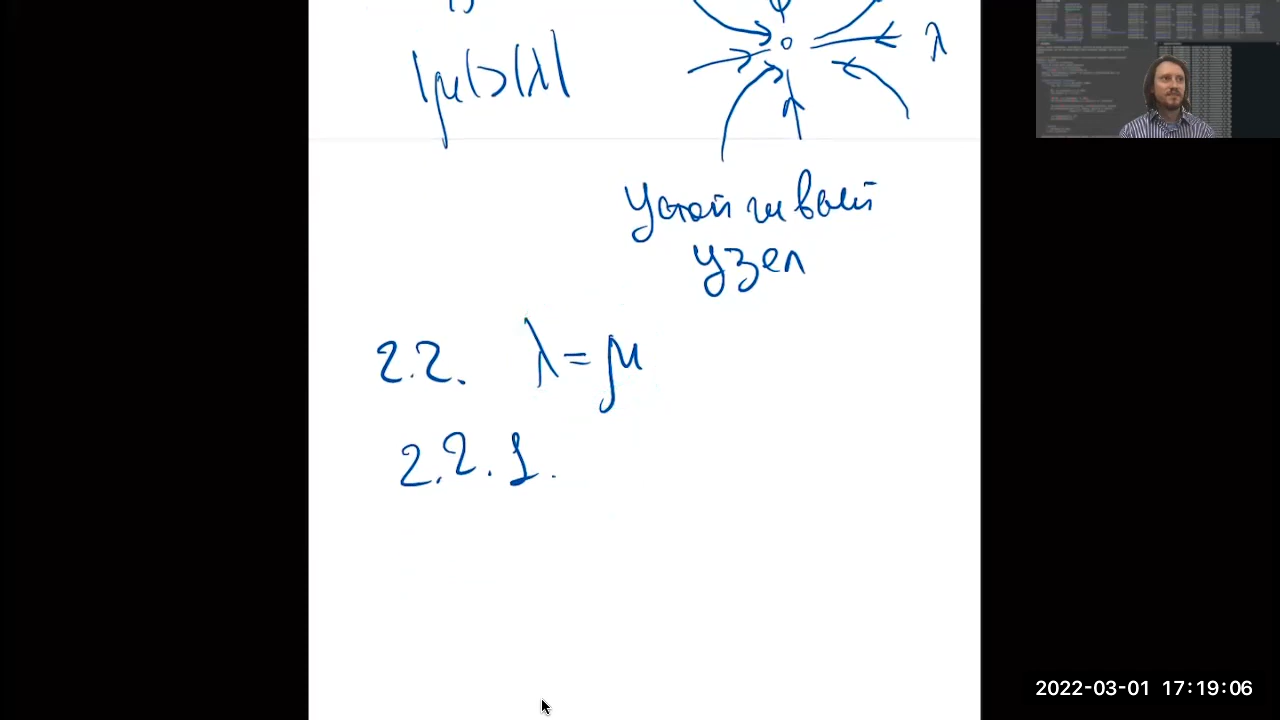 |μ|>|λ|
λ
Устойчивый
узел
2.2. λ=μ
2.2.1.
2022-03-01 17:19:06